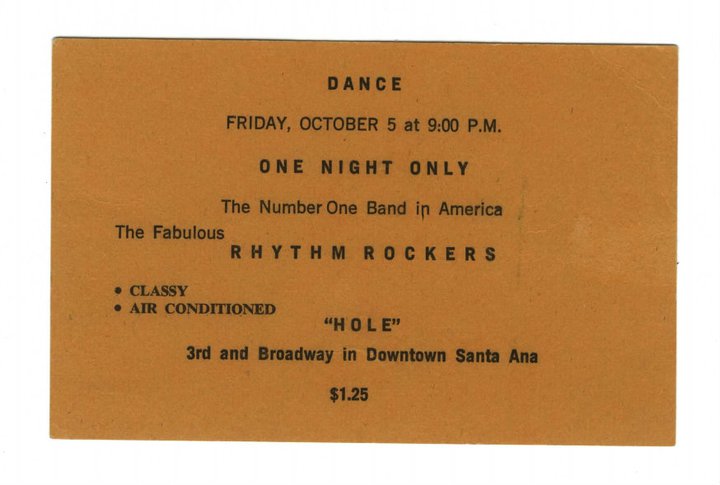 DANCE
FRIDAY, OCTOBER 5 at 9:00 P.M.
ONE NIGHT ONLY
The Number One Band in America
The Fabulous
RHYTHM ROCKERS
• CLASSY
• AIR CONDITIONED
"HOLE"
3rd and Broadway in Downtown Santa Ana
$1.25